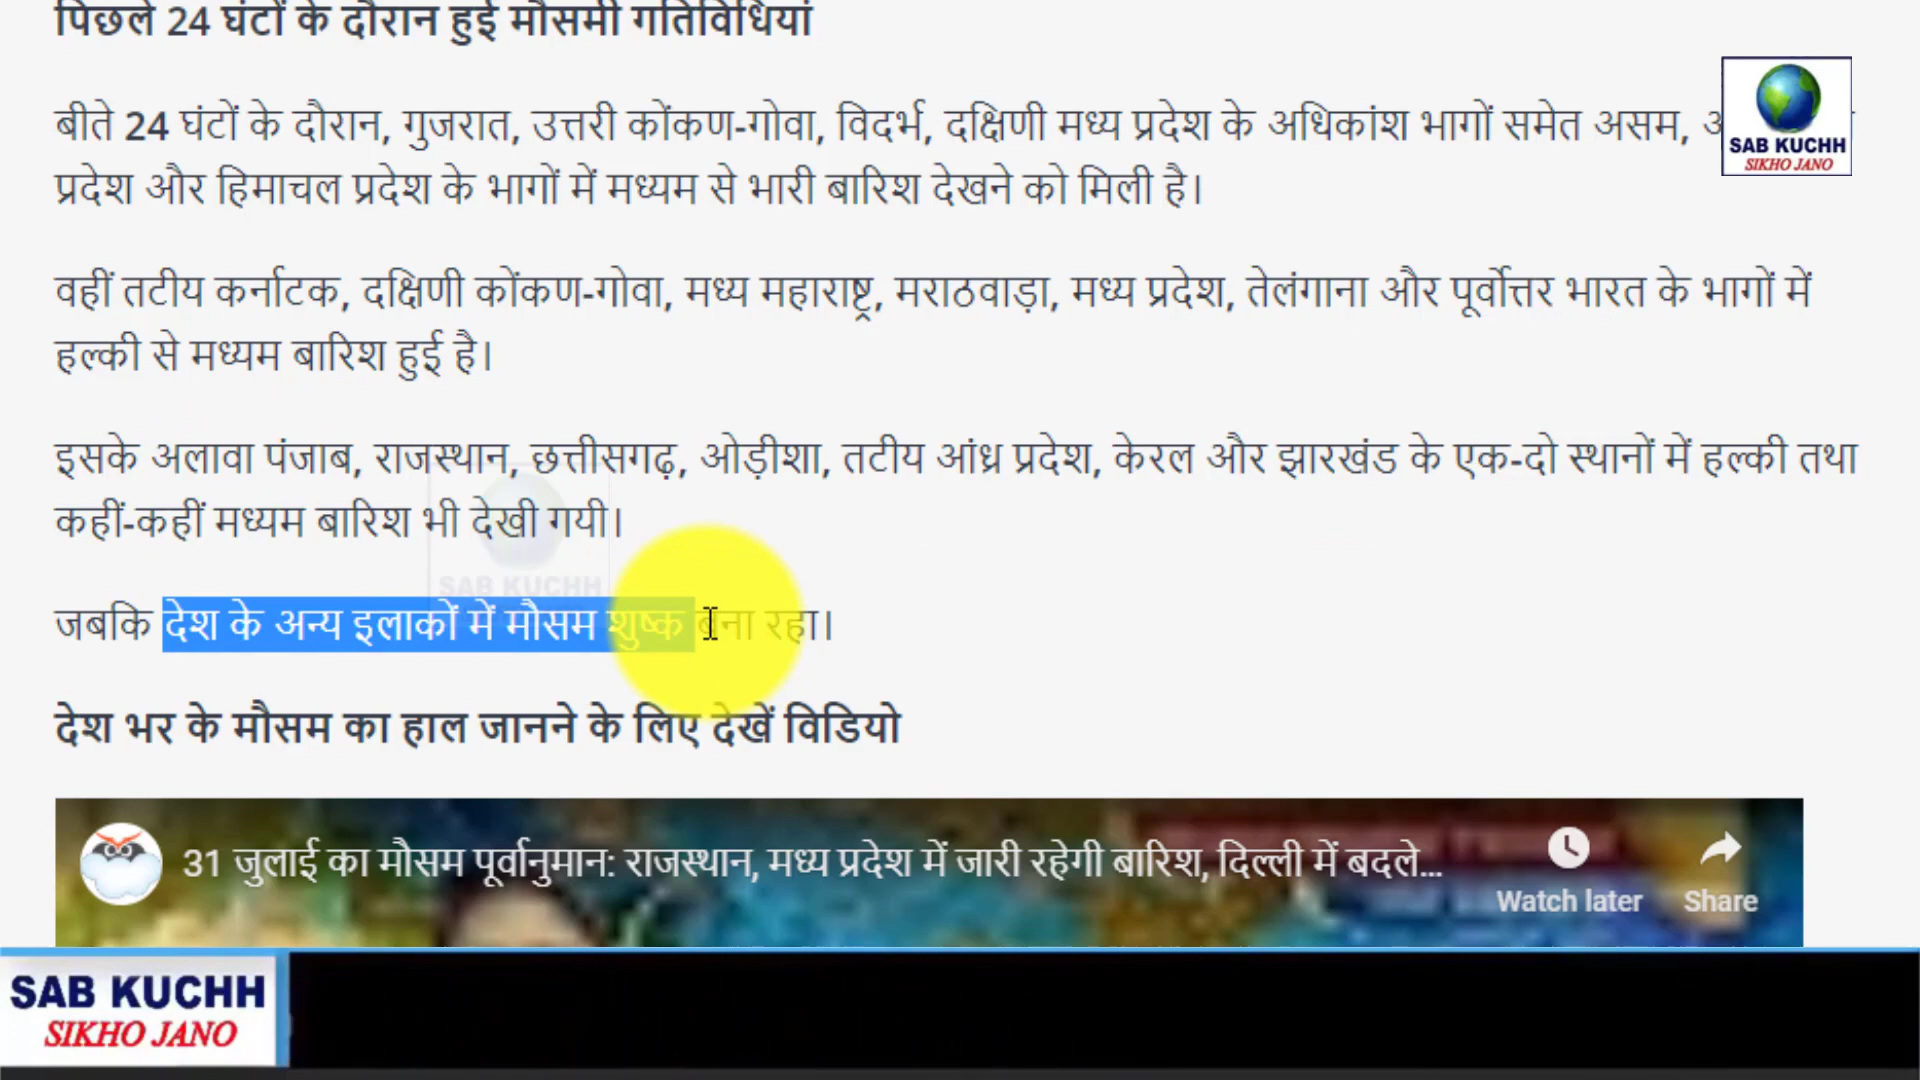 पिछले 24 घंटों के दौरान हुई मौसमी गतिविधियां
बीते 24 घंटों के दौरान, गुजरात, उत्तरी कोंकण-गोवा, विदर्भ, दक्षिणी मध्य प्रदेश के अधिकांश भागों समेत असम,
SAB KUCHH
SIKHO JANO
प्रदेश और हिमाचल प्रदेश के भागों में मध्यम से भारी बारिश देखने को मिली है।
वहीं तटीय कर्नाटक, दक्षिणी कोंकण-गोवा, मध्य महाराष्ट्र, मराठवाड़ा, मध्य प्रदेश, तेलंगाना और पूर्वोत्तर भारत के भागों में
हल्की से मध्यम बारिश हुई है।
इसके अलावा पंजाब, राजस्थान, छत्तीसगढ़, ओड़ीशा, तटीय आंध्र प्रदेश, केरल और झारखंड के एक-दो स्थानों में हल्की तथा
कहीं-कहीं मध्यम बारिश भी देखी गयी।
SAB KUCHH
जबकि देश के अन्य इलाकों में मौसम शुष्क बना रहा।
देश भर के मौसम का हाल जानने के लिए देखें विडियो
31 जुलाई का मौसम पूर्वानुमान: राजस्थान, मध्य प्रदेश में जारी रहेगी बारिश, दिल्ली में बदले...
Watch later
Share
SAB KUCHH
SIKHO JANO